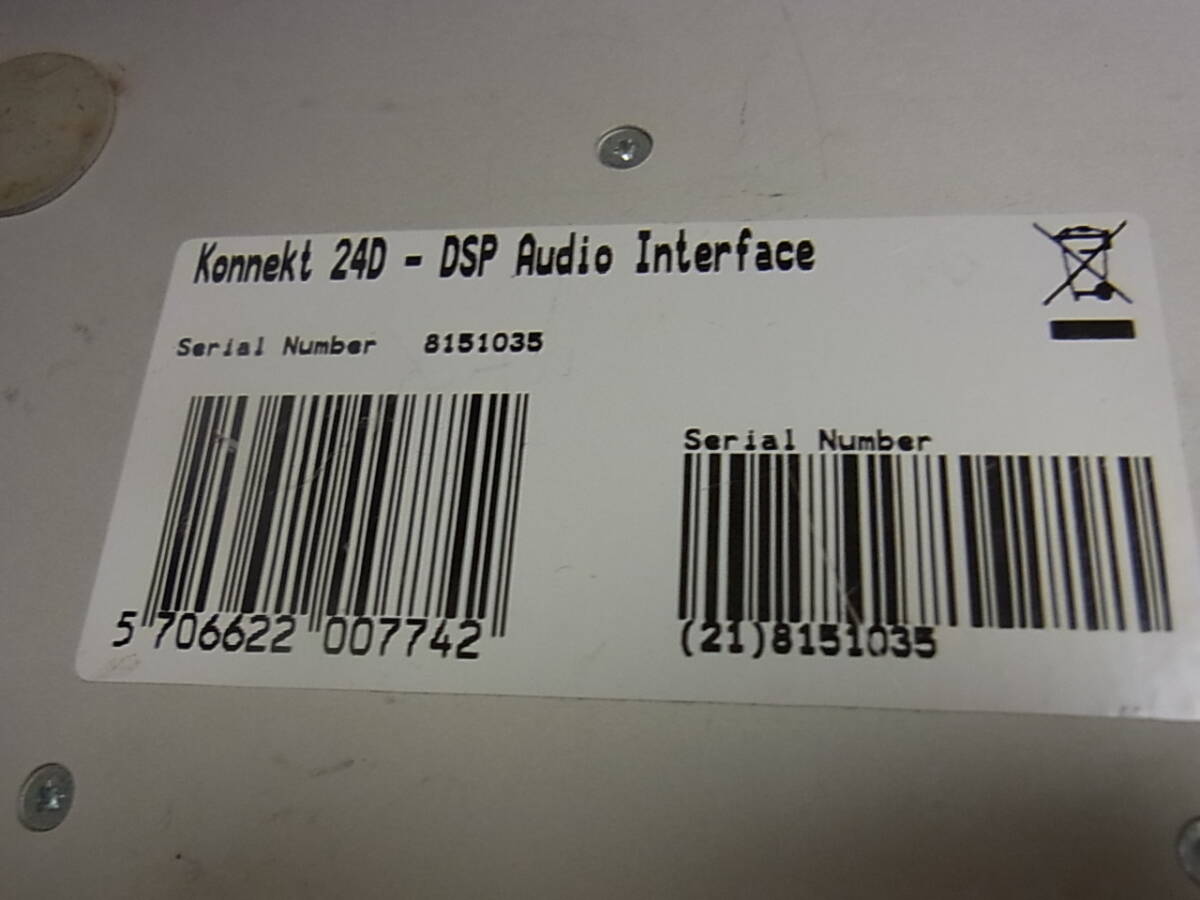 Konnekt 24D - DSP Audio Interface
Serial Number 8151035
5 706622 007742
Serial Number
(21)8151035